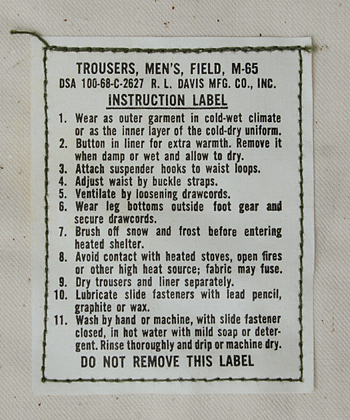 TROUSERS, MEN'S, FIELD, M-65
DSA 100-68-C-2627 R. L. DAVIS MFG. CO., INC.
INSTRUCTION LABEL
1. Wear as outer garment in cold-wet climate
or as the inner layer of the cold-dry uniform.
2. Button in liner for extra warmth. Remove it
when damp or wet and allow to dry.
3. Attach suspender hooks to waist loops.
4. Adjust waist by buckle straps.
5. Ventilate by loosening drawcords.
6. Wear leg bottoms outside foot gear and
secure drawcords.
7. Brush off snow and frost before entering
heated shelter.
8. Avoid contact with heated stoves, open fires
or other high heat source; fabric may fuse.
9. Dry trousers and liner separately.
10. Lubricate slide fasteners with lead pencil,
graphite or wax.
11. Wash by hand or machine, with slide fastener
closed, in hot water with mild soap or deter-
gent. Rinse thoroughly and drip or machine dry.
DO NOT REMOVE THIS LABEL